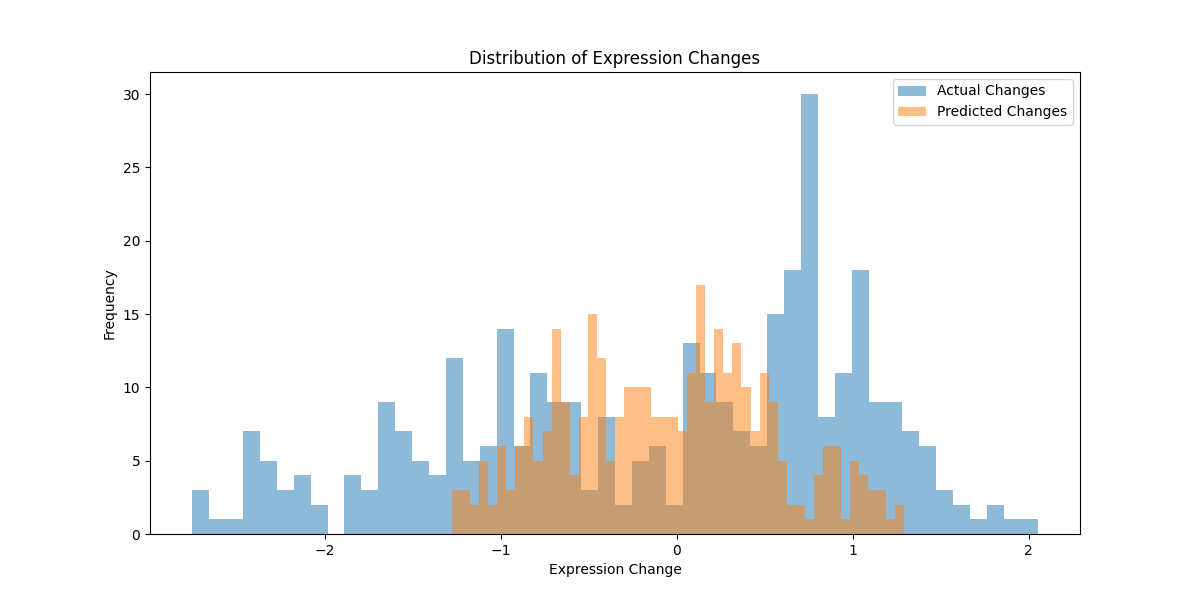 Distribution of Expression Changes
Actual Changes
Predicted Changes
Frequency
30
25
20
15
10
5
0
−2
−1
0
1
2
Expression Change